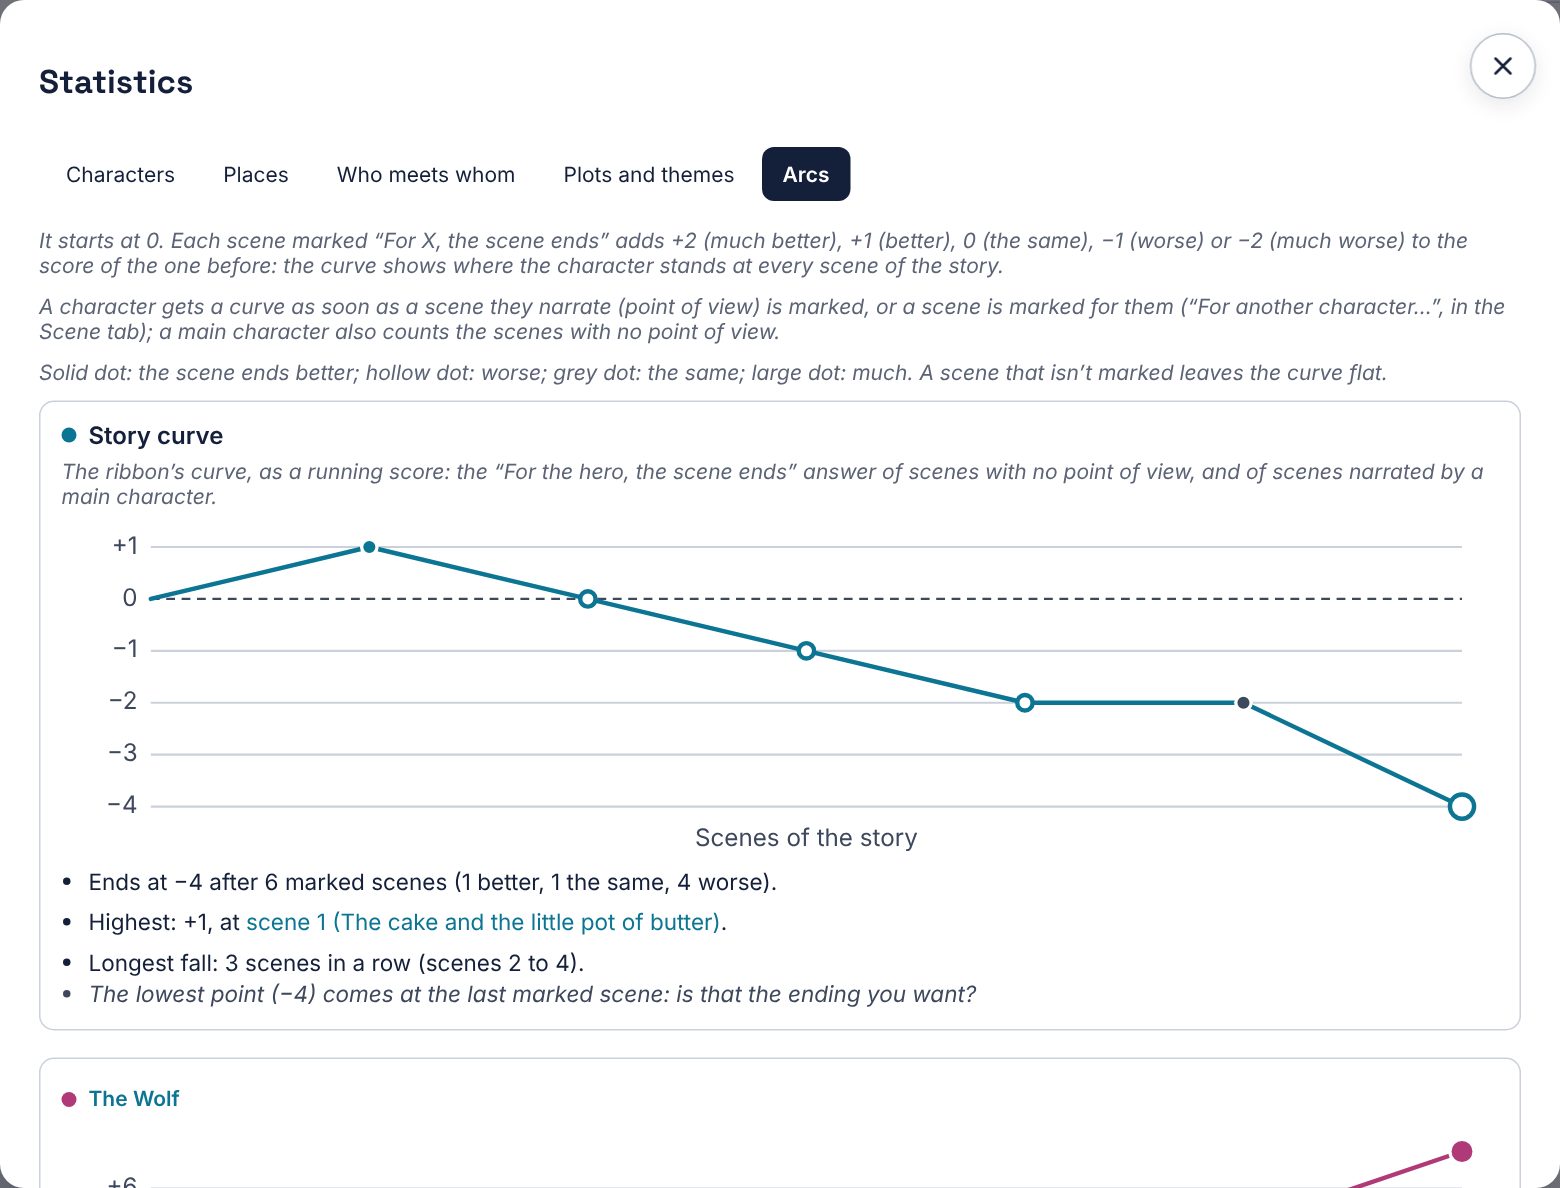 Statistics
Characters Places Who meets whom Plots and themes Arcs
It starts at 0. Each scene marked “For X, the scene ends” adds +2 (much better), +1 (better), 0 (the same), −1 (worse) or −2 (much worse) to the
score of the one before: the curve shows where the character stands at every scene of the story.
A character gets a curve as soon as a scene they narrate (point of view) is marked, or a scene is marked for them (“For another character…”, in the
Scene tab); a main character also counts the scenes with no point of view.
Solid dot: the scene ends better; hollow dot: worse; grey dot: the same; large dot: much. A scene that isn’t marked leaves the curve flat.
Story curve
The ribbon’s curve, as a running score: the “For the hero, the scene ends” answer of scenes with no point of view, and of scenes narrated by a
main character.
+1
0
−1
−2
−3
−4
Scenes of the story
• Ends at −4 after 6 marked scenes (1 better, 1 the same, 4 worse).
• Highest: +1, at scene 1 (The cake and the little pot of butter).
• Longest fall: 3 scenes in a row (scenes 2 to 4).
• The lowest point (−4) comes at the last marked scene: is that the ending you want?
The Wolf
+6